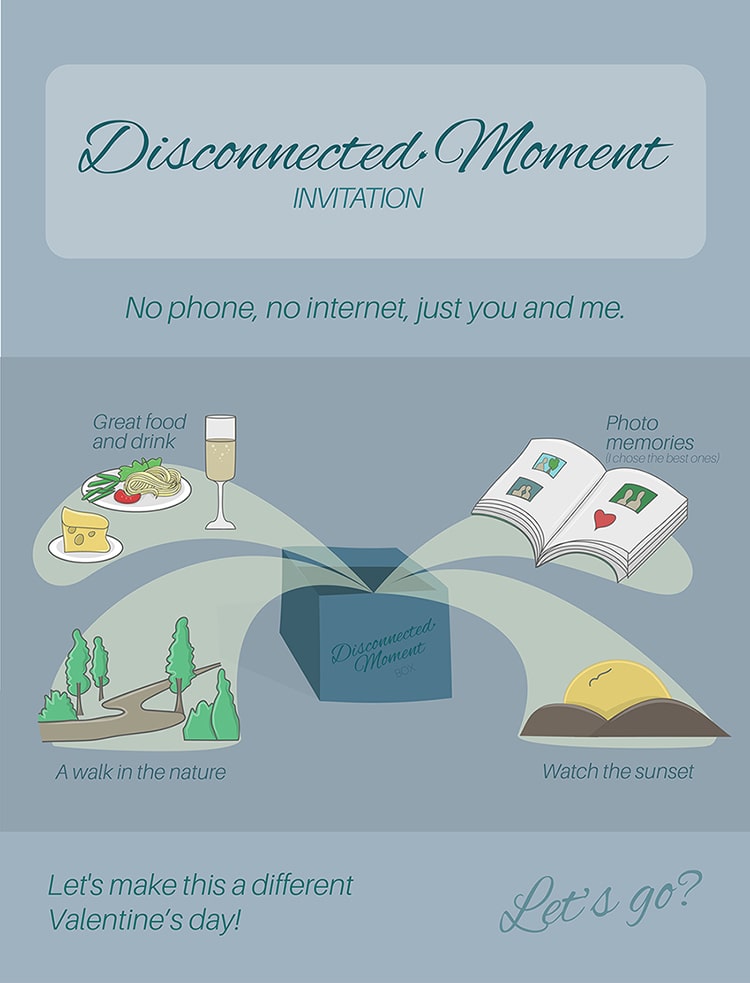 Disconnected Moment
INVITATION
No phone, no internet, just you and me.
Great food
and drink
Photo
memories
(I chose the best ones)
Disconnected
Moment
BOX
A walk in the nature
Watch the sunset
Let's make this a different
Valentine’s day!
Let's go?